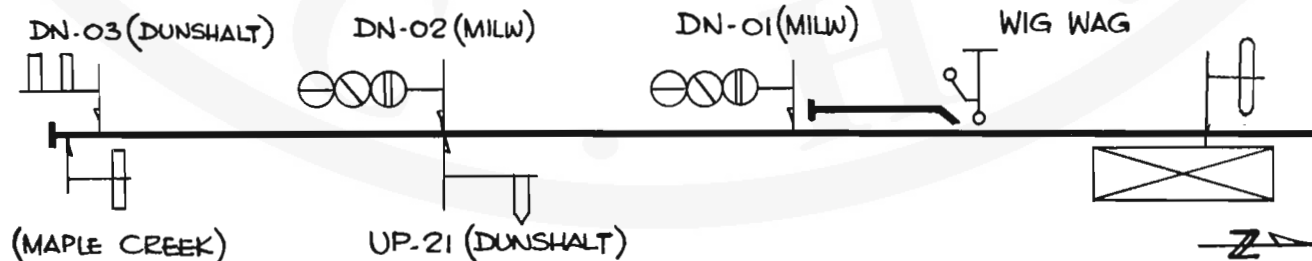 DN-03 (DUNSHALT)
DN-02 (MILW)
DN-01 (MILW)
WIG WAG
(MAPLE CREEK)
UP-21 (DUNSHALT)
Z